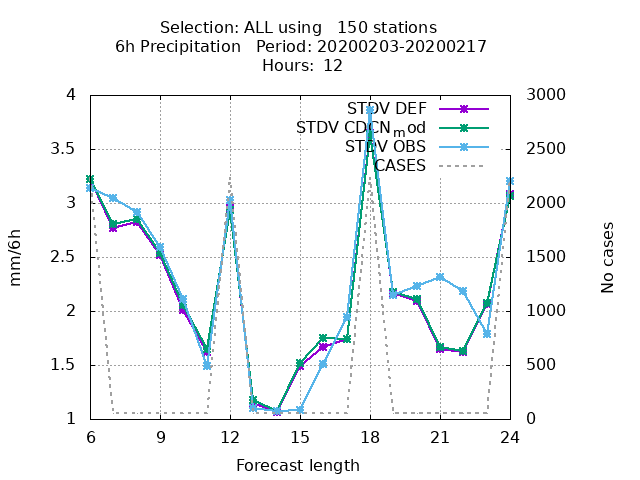 Selection: ALL using   150 stations
6h Precipitation   Period: 20200203-20200217
Hours:  12
STDV DEF
STDV CDCN_mod
STDV OBS
CASES
4
3.5
3
2.5
2
1.5
1
3000
2500
2000
1500
1000
500
0
mm/6h
No cases
6 9 12 15 18 21 24
Forecast length